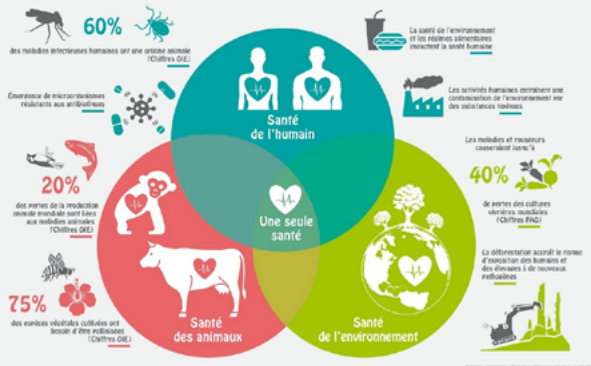 60%
des maladies infectieuses humaines ont une origine animale
(Chiffres OIE)
Émergence de microorganismes
résistants aux antibiotiques
20%
des pertes de la production
animale mondiale sont liées
aux maladies animales
(Chiffres OIE)
75%
des espèces végétales cultivées ont
besoin d'être pollinisées
(Chiffres OIE)
Santé
de l'humain
Une seule
santé
Santé
des animaux
Santé
de l'environnement
La santé de l'environnement
et les régimes alimentaires
impactent la santé humaine
Les activités humaines entraînent une
contamination de l'environnement par
des substances toxiques
Les maladies et ravageurs
causeraient jusqu'à
40%
de pertes des cultures
vivrières mondiales
(Chiffres FAO)
La déforestation accroît le risque
d'exposition des humains et
des élevages à de nouveaux
pathogènes